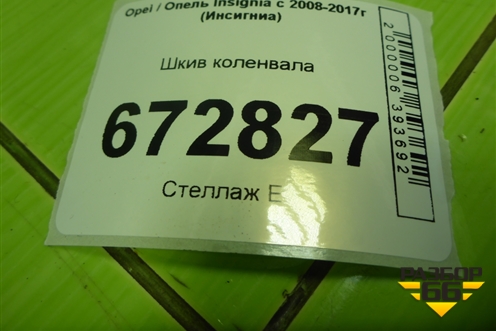 Opel / Опель Insignia с 2008-2017г
(Инсигниа)
Шкив коленвала
672827
Стеллаж Е
2000006393692
РАЗБОР
66